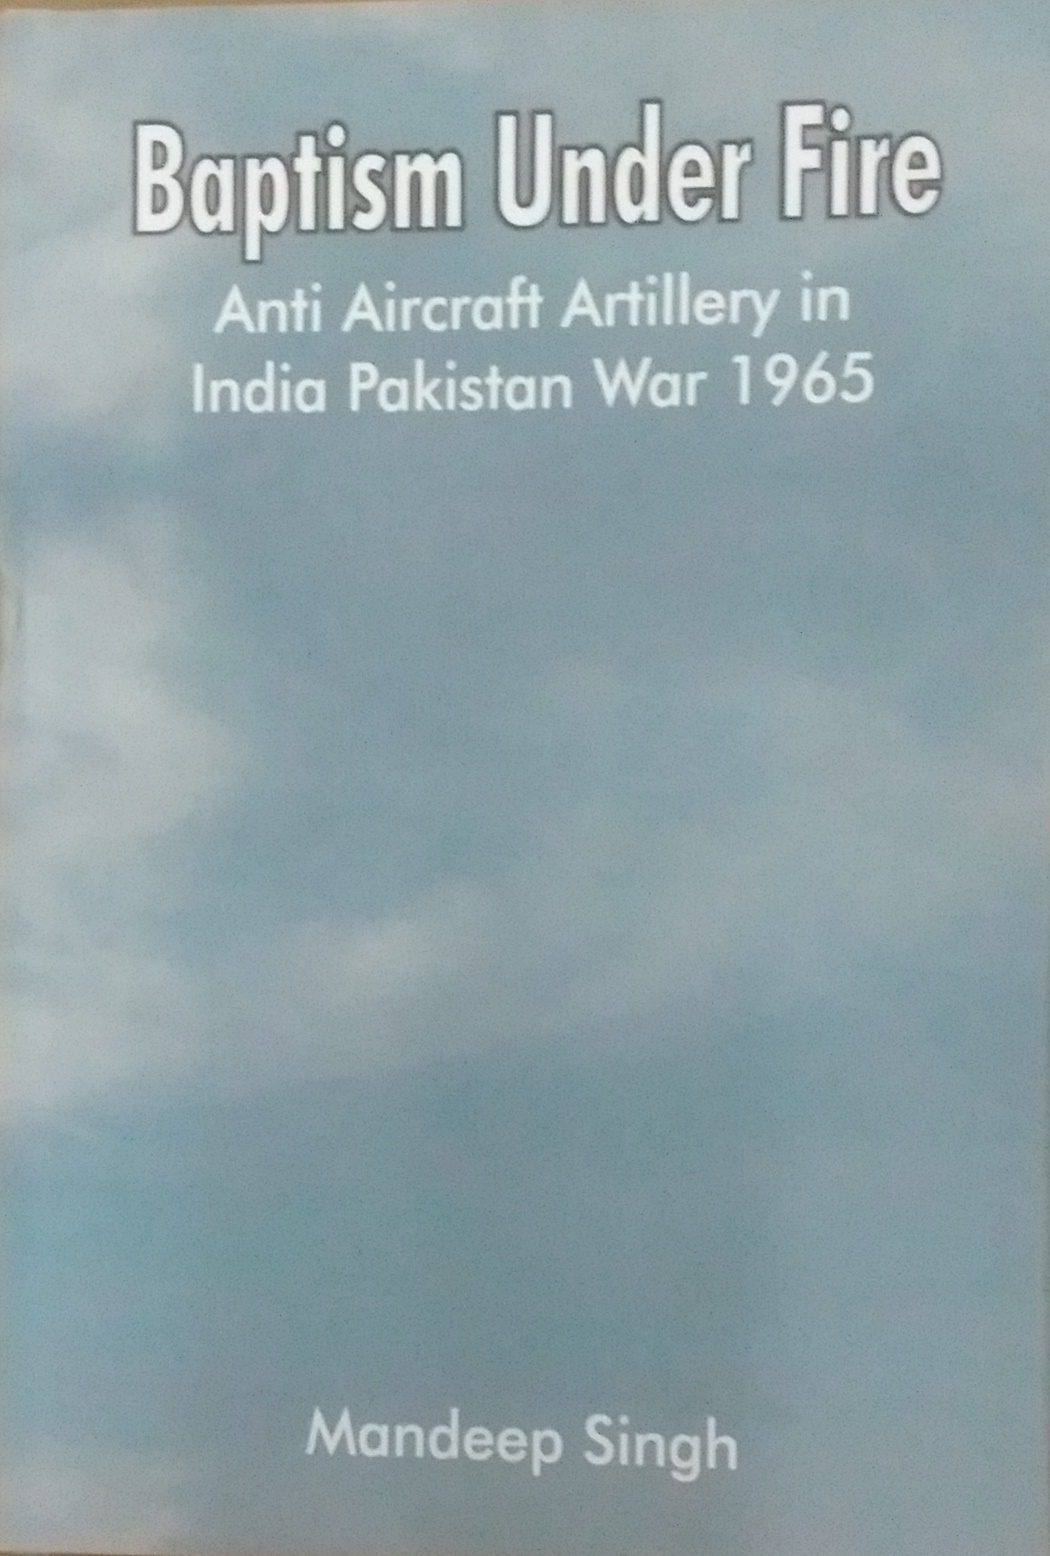 Baptism Under Fire
Anti Aircraft Artillery in
India Pakistan War 1965
Mandeep Singh